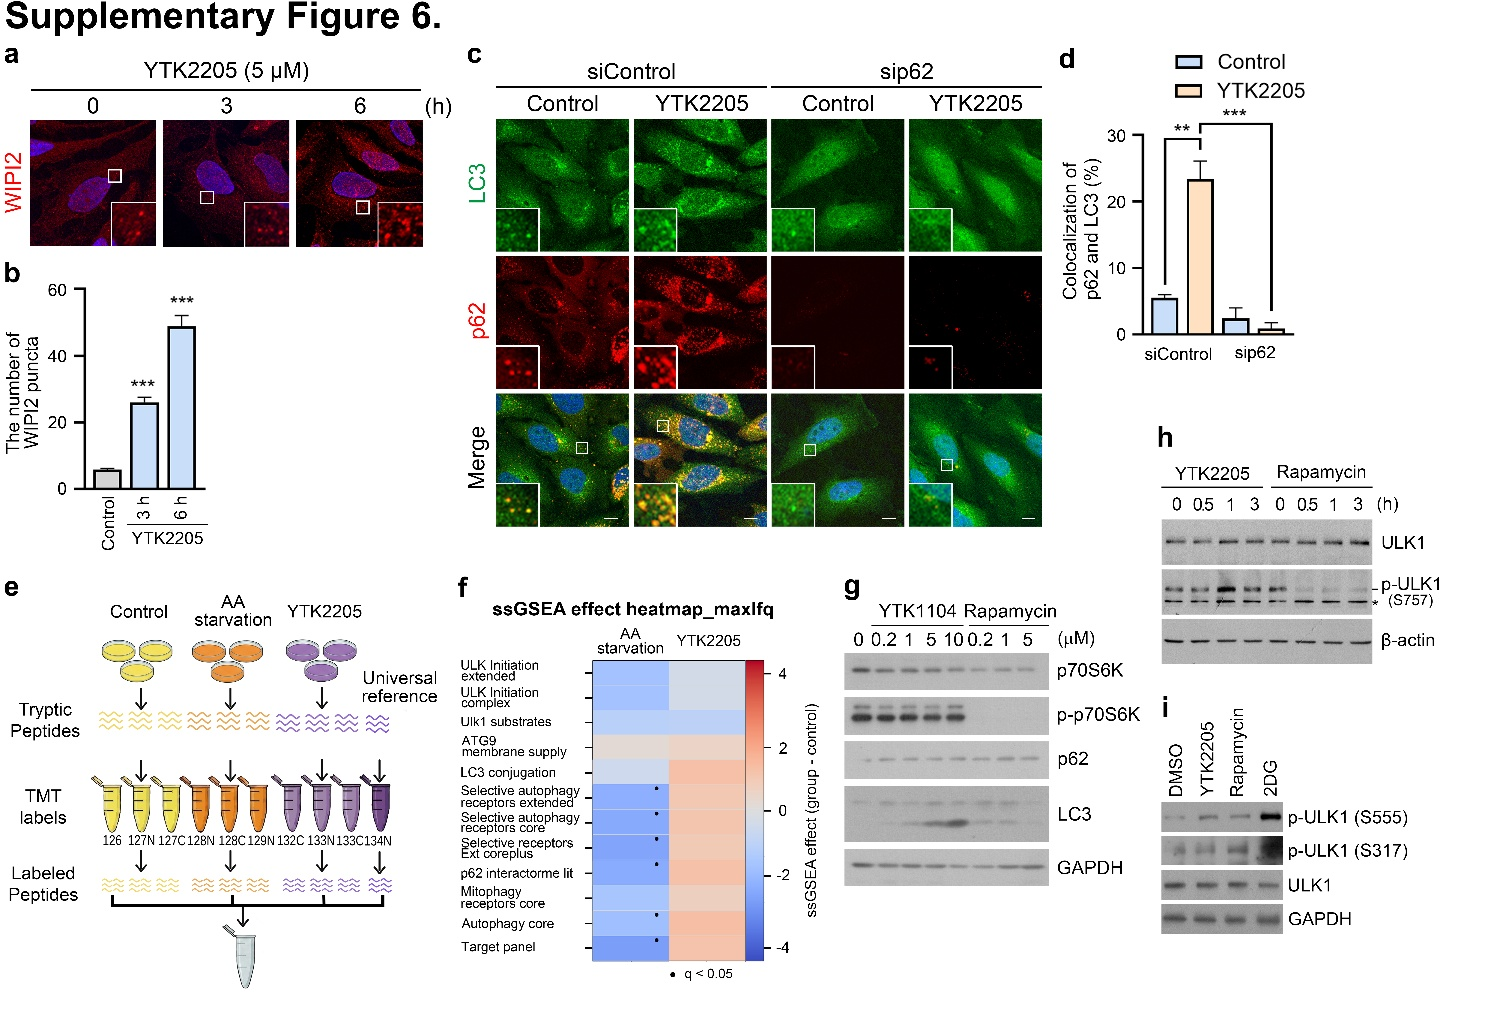 Supplementary Figure 6.
a
YTK2205 (5 µM)
0 3 6 (h)
WIPI2
b
The number of
WIPI2 puncta
60
40
20
0
***
***
Control
3 h
6 h
YTK2205
c
siControl sip62
Control YTK2205 Control YTK2205
LC3
p62
Merge
d
Control
YTK2205
Colocalization of
p62 and LC3 (%)
30
20
10
0
**
***
siControl sip62
e
Control
AA
starvation
YTK2205
Universal
reference
Tryptic
Peptides
TMT
labels
126 127N 127C 128N 128C 129N 132C 133N 133C 134N
Labeled
Peptides
f
ssGSEA effect heatmap_maxlfq
AA
starvation
YTK2205
ULK Initiation
extended
ULK Initiation
complex
Ulk1 substrates
ATG9
membrane supply
LC3 conjugation
Selective autophagy
receptors extended
Selective autophagy
receptors core
Selective receptors
Ext coreplus
p62 interactorme lit
Mitophagy
receptors core
Autophagy core
Target panel
4
2
0
-2
-4
ssGSEA effect (group - control)
• q < 0.05
g
YTK1104 Rapamycin
0 0.2 1 5 10 0.2 1 5 (µM)
p70S6K
p-p70S6K
p62
LC3
GAPDH
h
YTK2205 Rapamycin
0 0.5 1 3 0 0.5 1 3 (h)
ULK1
p-ULK1
(S757)
*
β-actin
i
DMSO
YTK2205
Rapamycin
2DG
p-ULK1 (S555)
p-ULK1 (S317)
ULK1
GAPDH